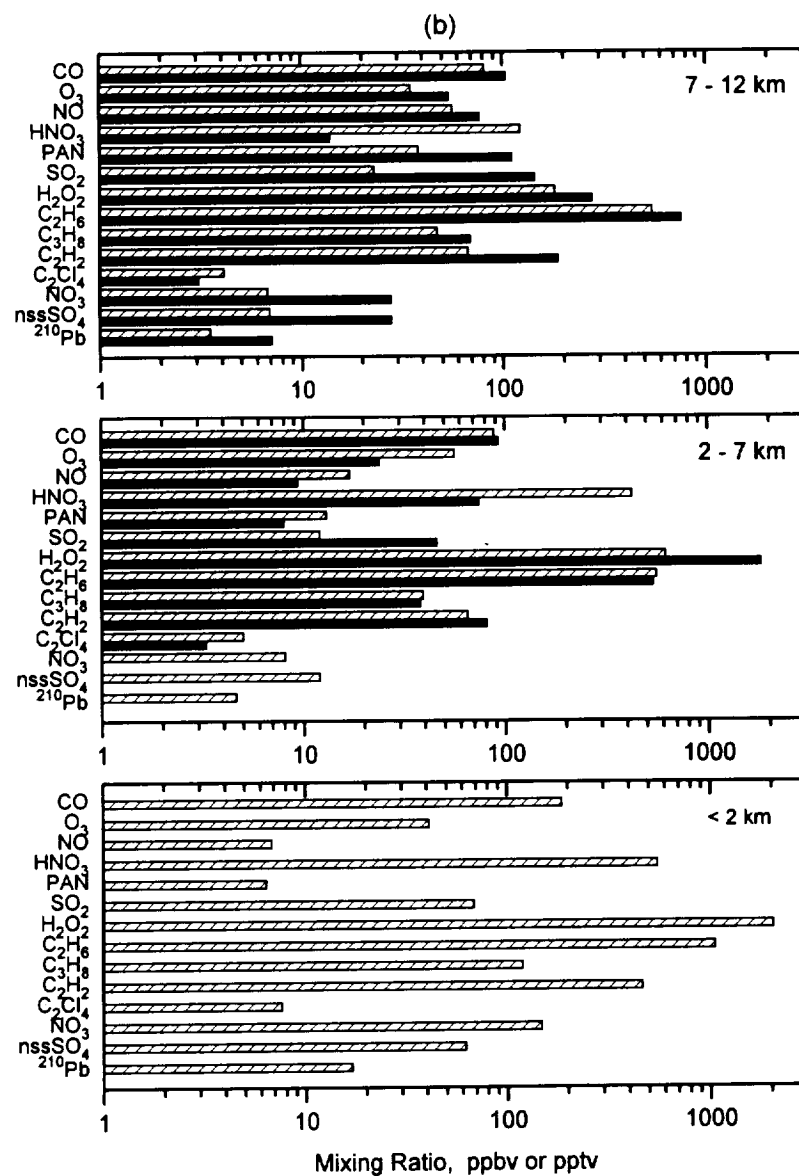 (b)
7 - 12 km
CO
O3
NO
HNO3
PAN
SO2
H2O2
C2H6
C3H8
C2H2
C2Cl4
NO3
nssSO4
210Pb
1 10 100 1000
2 - 7 km
CO
O3
NO
HNO3
PAN
SO2
H2O2
C2H6
C3H8
C2H2
C2Cl4
NO3
nssSO4
210Pb
1 10 100 1000
< 2 km
CO
O3
NO
HNO3
PAN
SO2
H2O2
C2H6
C3H8
C2H2
C2Cl4
NO3
nssSO4
210Pb
1 10 100 1000
Mixing Ratio, ppbv or pptv